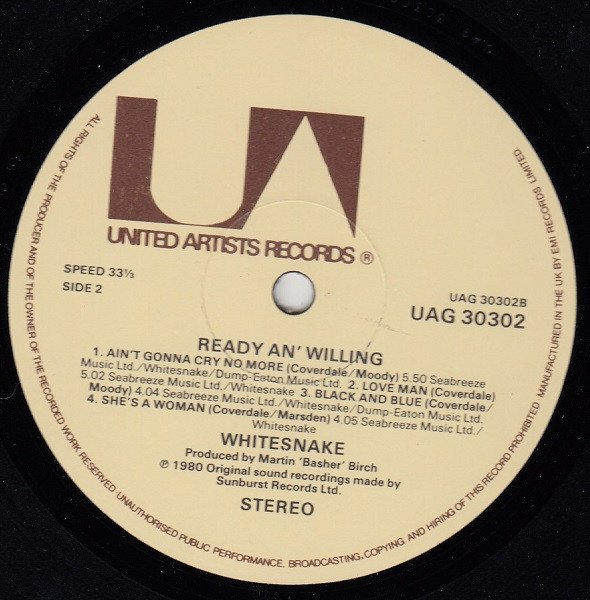 UA
UNITED ARTISTS RECORDS ®
SPEED 33⅓
SIDE 2
UAG 30302B
UAG 30302
READY AN' WILLING
1. AIN'T GONNA CRY NO MORE (Coverdale/Moody) 5.50 Seabreeze
Music Ltd./Whitesnake/Dump-Eaton Music Ltd. 2. LOVE MAN (Coverdale)
5.02 Seabreeze Music Ltd./Whitesnake 3. BLACK AND BLUE (Coverdale/
Moody) 4.04 Seabreeze Music Ltd./Whitesnake/Dump-Eaton Music Ltd.
4. SHE'S A WOMAN (Coverdale/Marsden) 4.05 Seabreeze Music Ltd./
Whitesnake
WHITESNAKE
Produced by Martin 'Basher' Birch
℗ 1980 Original sound recordings made by
Sunburst Records Ltd.
STEREO
ALL RIGHTS OF THE PRODUCER AND OF THE OWNER OF THE RECORDED WORK RESERVED. UNAUTHORISED PUBLIC PERFORMANCE, BROADCASTING, COPYING AND HIRING OF THIS RECORD PROHIBITED. MANUFACTURED IN THE UK BY EMI RECORDS LIMITED.